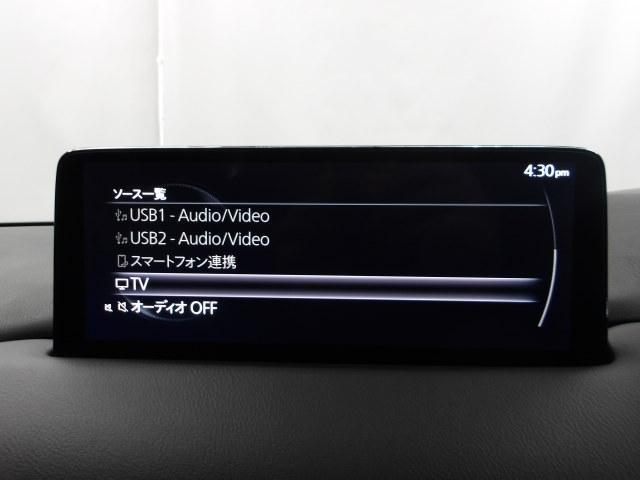 4:30pm
ソース一覧
USB1 - Audio/Video
USB2 - Audio/Video
スマートフォン連携
TV
オーディオ OFF